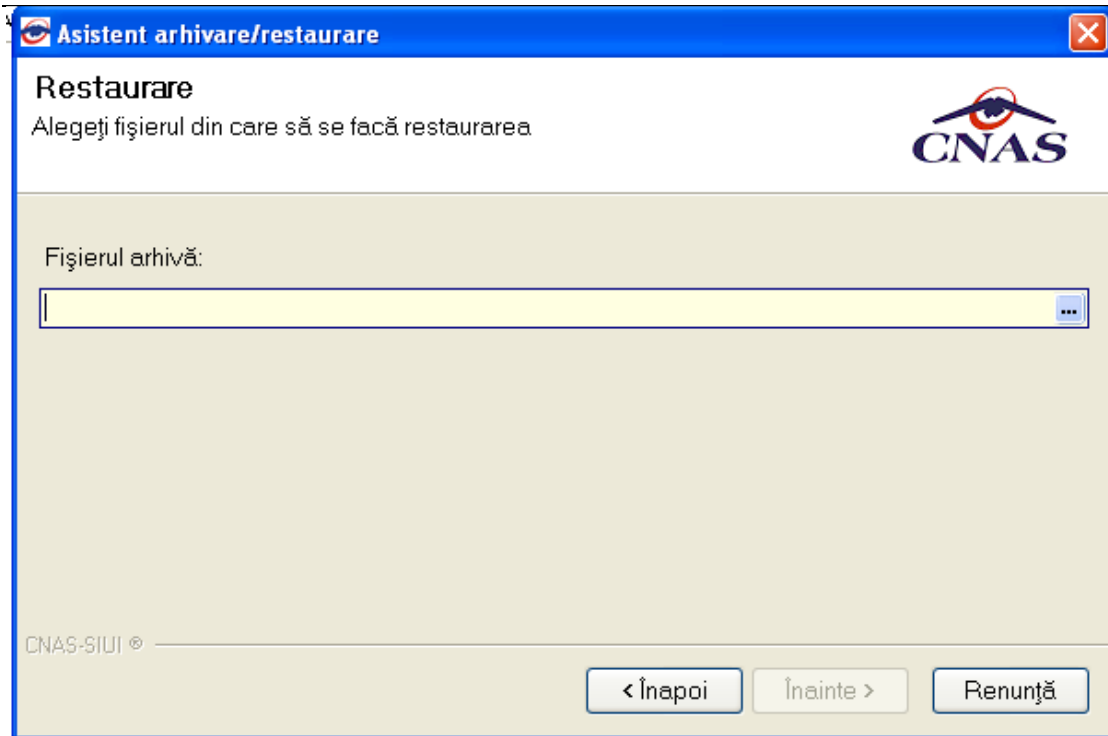 Asistent arhivare/restaurare
Restaurare
Alegeţi fişierul din care să se facă restaurarea
CNAS
Fişierul arhivă:
...
CNAS-SIUI ®
< Înapoi
Înainte >
Renunţă